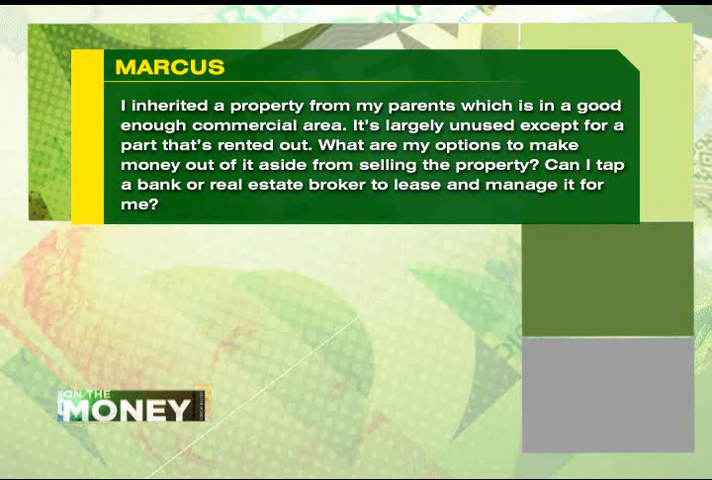 MARCUS
I inherited a property from my parents which is in a good
enough commercial area. It's largely unused except for a
part that's rented out. What are my options to make
money out of it aside from selling the property? Can I tap
a bank or real estate broker to lease and manage it for
me?
ON THE
MONEY